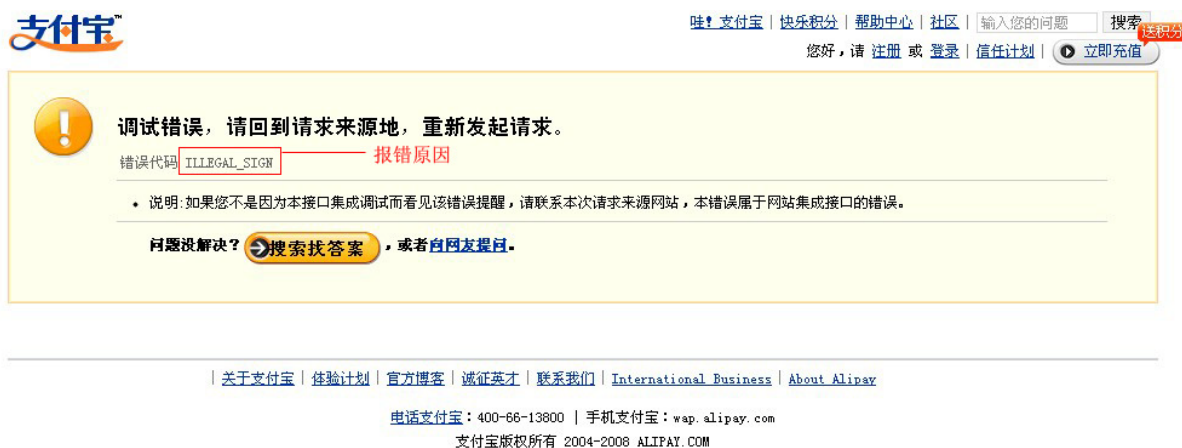 支付宝™
哇! 支付宝 | 快乐积分 | 帮助中心 | 社区 | 输入您的问题 搜索
送积分
您好，请 注册 或 登录 | 信任计划 | 立即充值
调试错误，请回到请求来源地，重新发起请求。
错误代码 ILLEGAL_SIGN 报错原因
• 说明:如果您不是因为本接口集成调试而看见该错误提醒，请联系本次请求来源网站，本错误属于网站集成接口的错误。
问题没解决？ 搜索找答案 ，或者向网友提问。
| 关于支付宝 | 体验计划 | 官方博客 | 诚征英才 | 联系我们 | International Business | About Alipay
电话支付宝：400-66-13800 | 手机支付宝：wap.alipay.com
支付宝版权所有 2004-2008 ALIPAY.COM